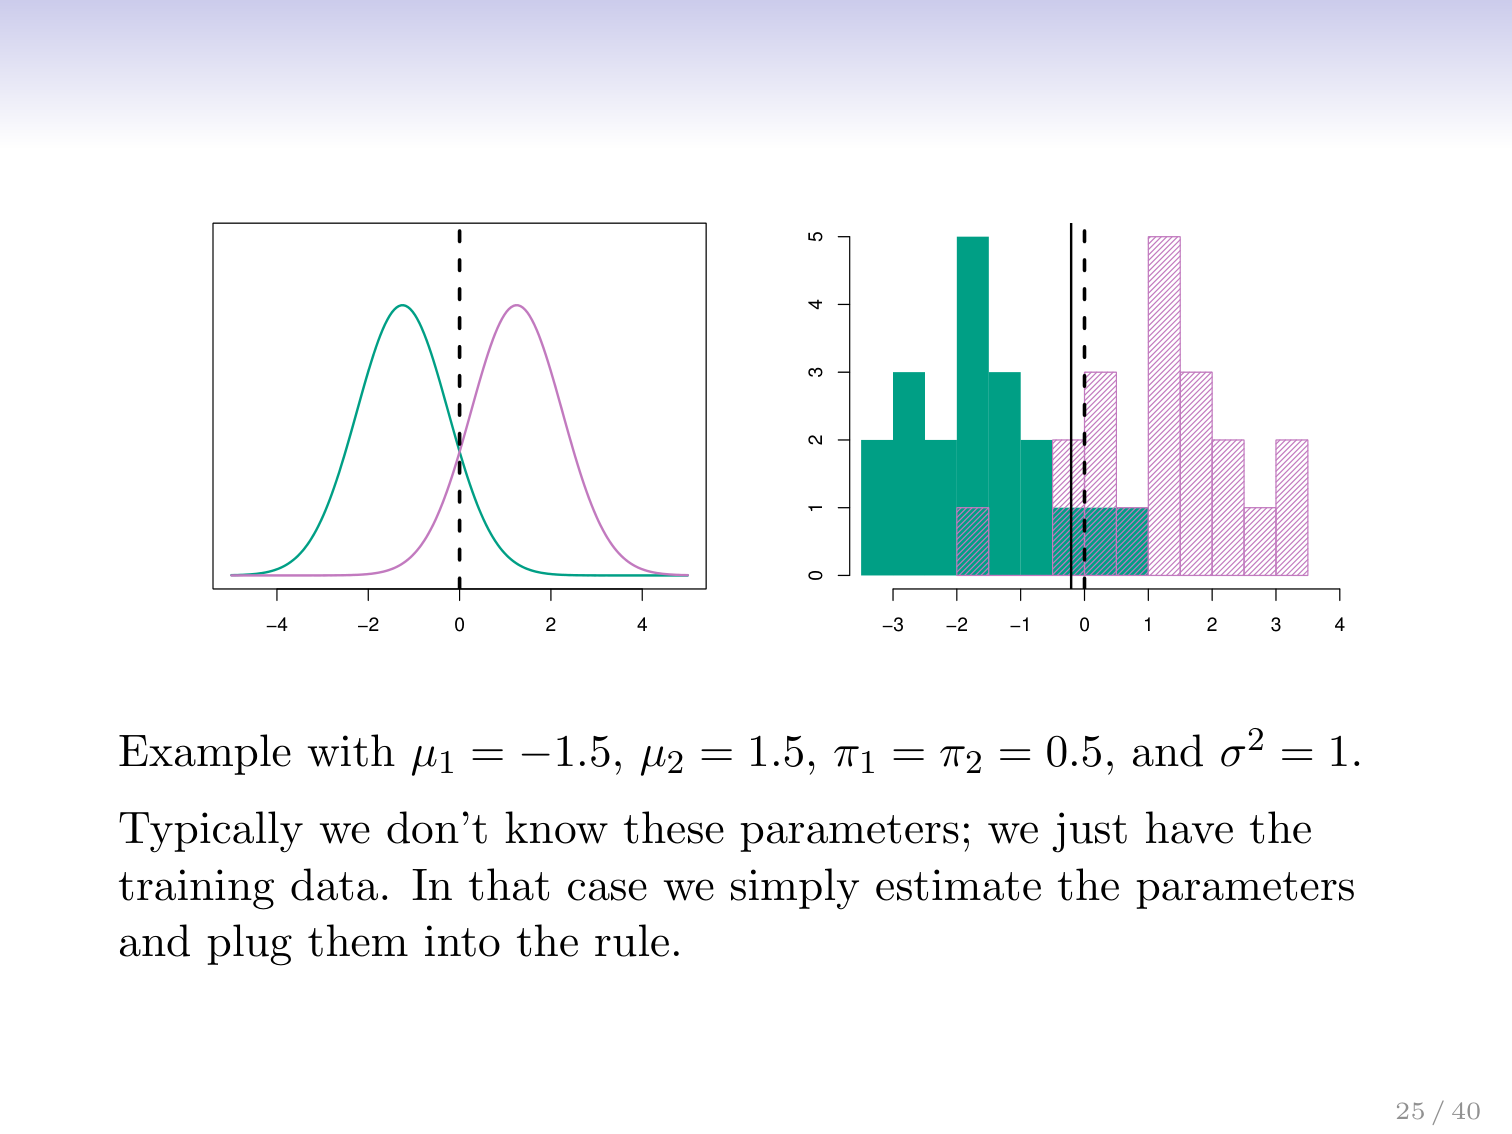 −4 −2 0 2 4
0 1 2 3 4 5
−3 −2 −1 0 1 2 3 4
Example with μ₁ = −1.5, μ₂ = 1.5, π₁ = π₂ = 0.5, and σ² = 1.
Typically we don't know these parameters; we just have the
training data. In that case we simply estimate the parameters
and plug them into the rule.
25 / 40